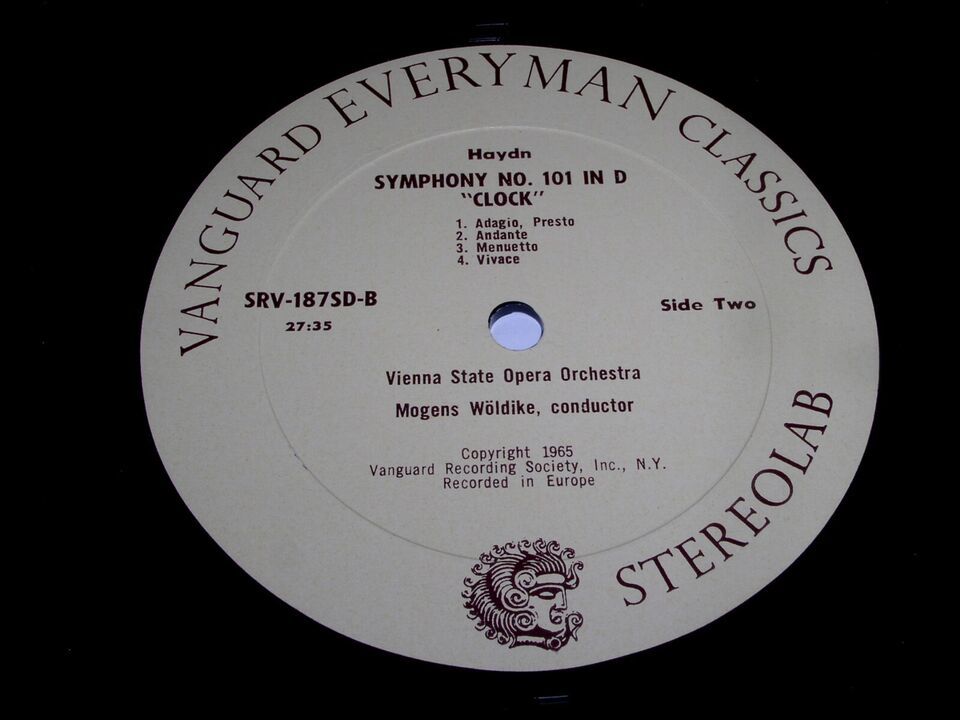 VANGUARD EVERYMAN CLASSICS
Haydn
SYMPHONY NO. 101 IN D
"CLOCK"
1. Adagio, Presto
2. Andante
3. Menuetto
4. Vivace
SRV-187SD-B
27:35
Side Two
Vienna State Opera Orchestra
Mogens Wöldike, conductor
Copyright 1965
Vanguard Recording Society, Inc., N.Y.
Recorded in Europe
STEREOLAB